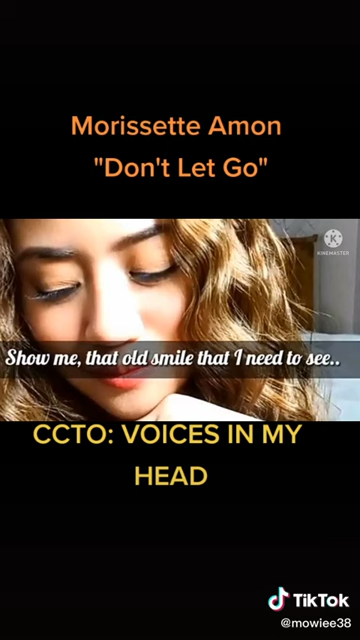 Morissette Amon
"Don't Let Go"
KINEMASTER
Show me, that old smile that I need to see..
CCTO: VOICES IN MY
HEAD
TikTok
@mowiee38